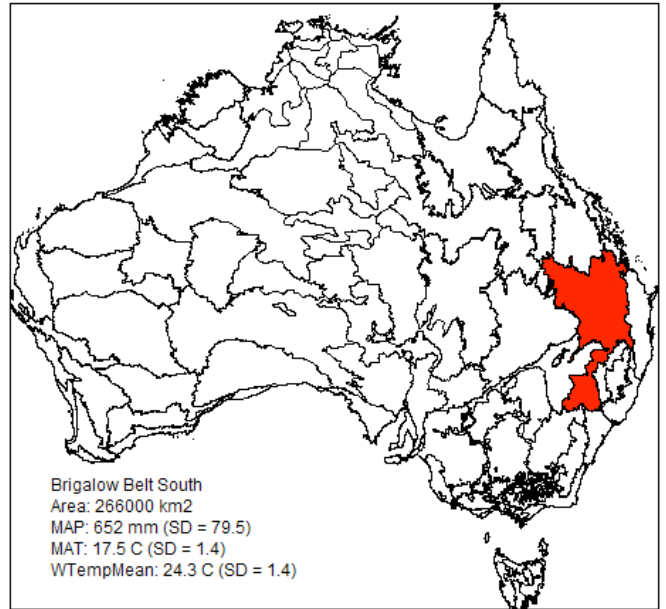 Brigalow Belt South
Area: 266000 km2
MAP: 652 mm (SD = 79.5)
MAT: 17.5 C (SD = 1.4)
WTempMean: 24.3 C (SD = 1.4)